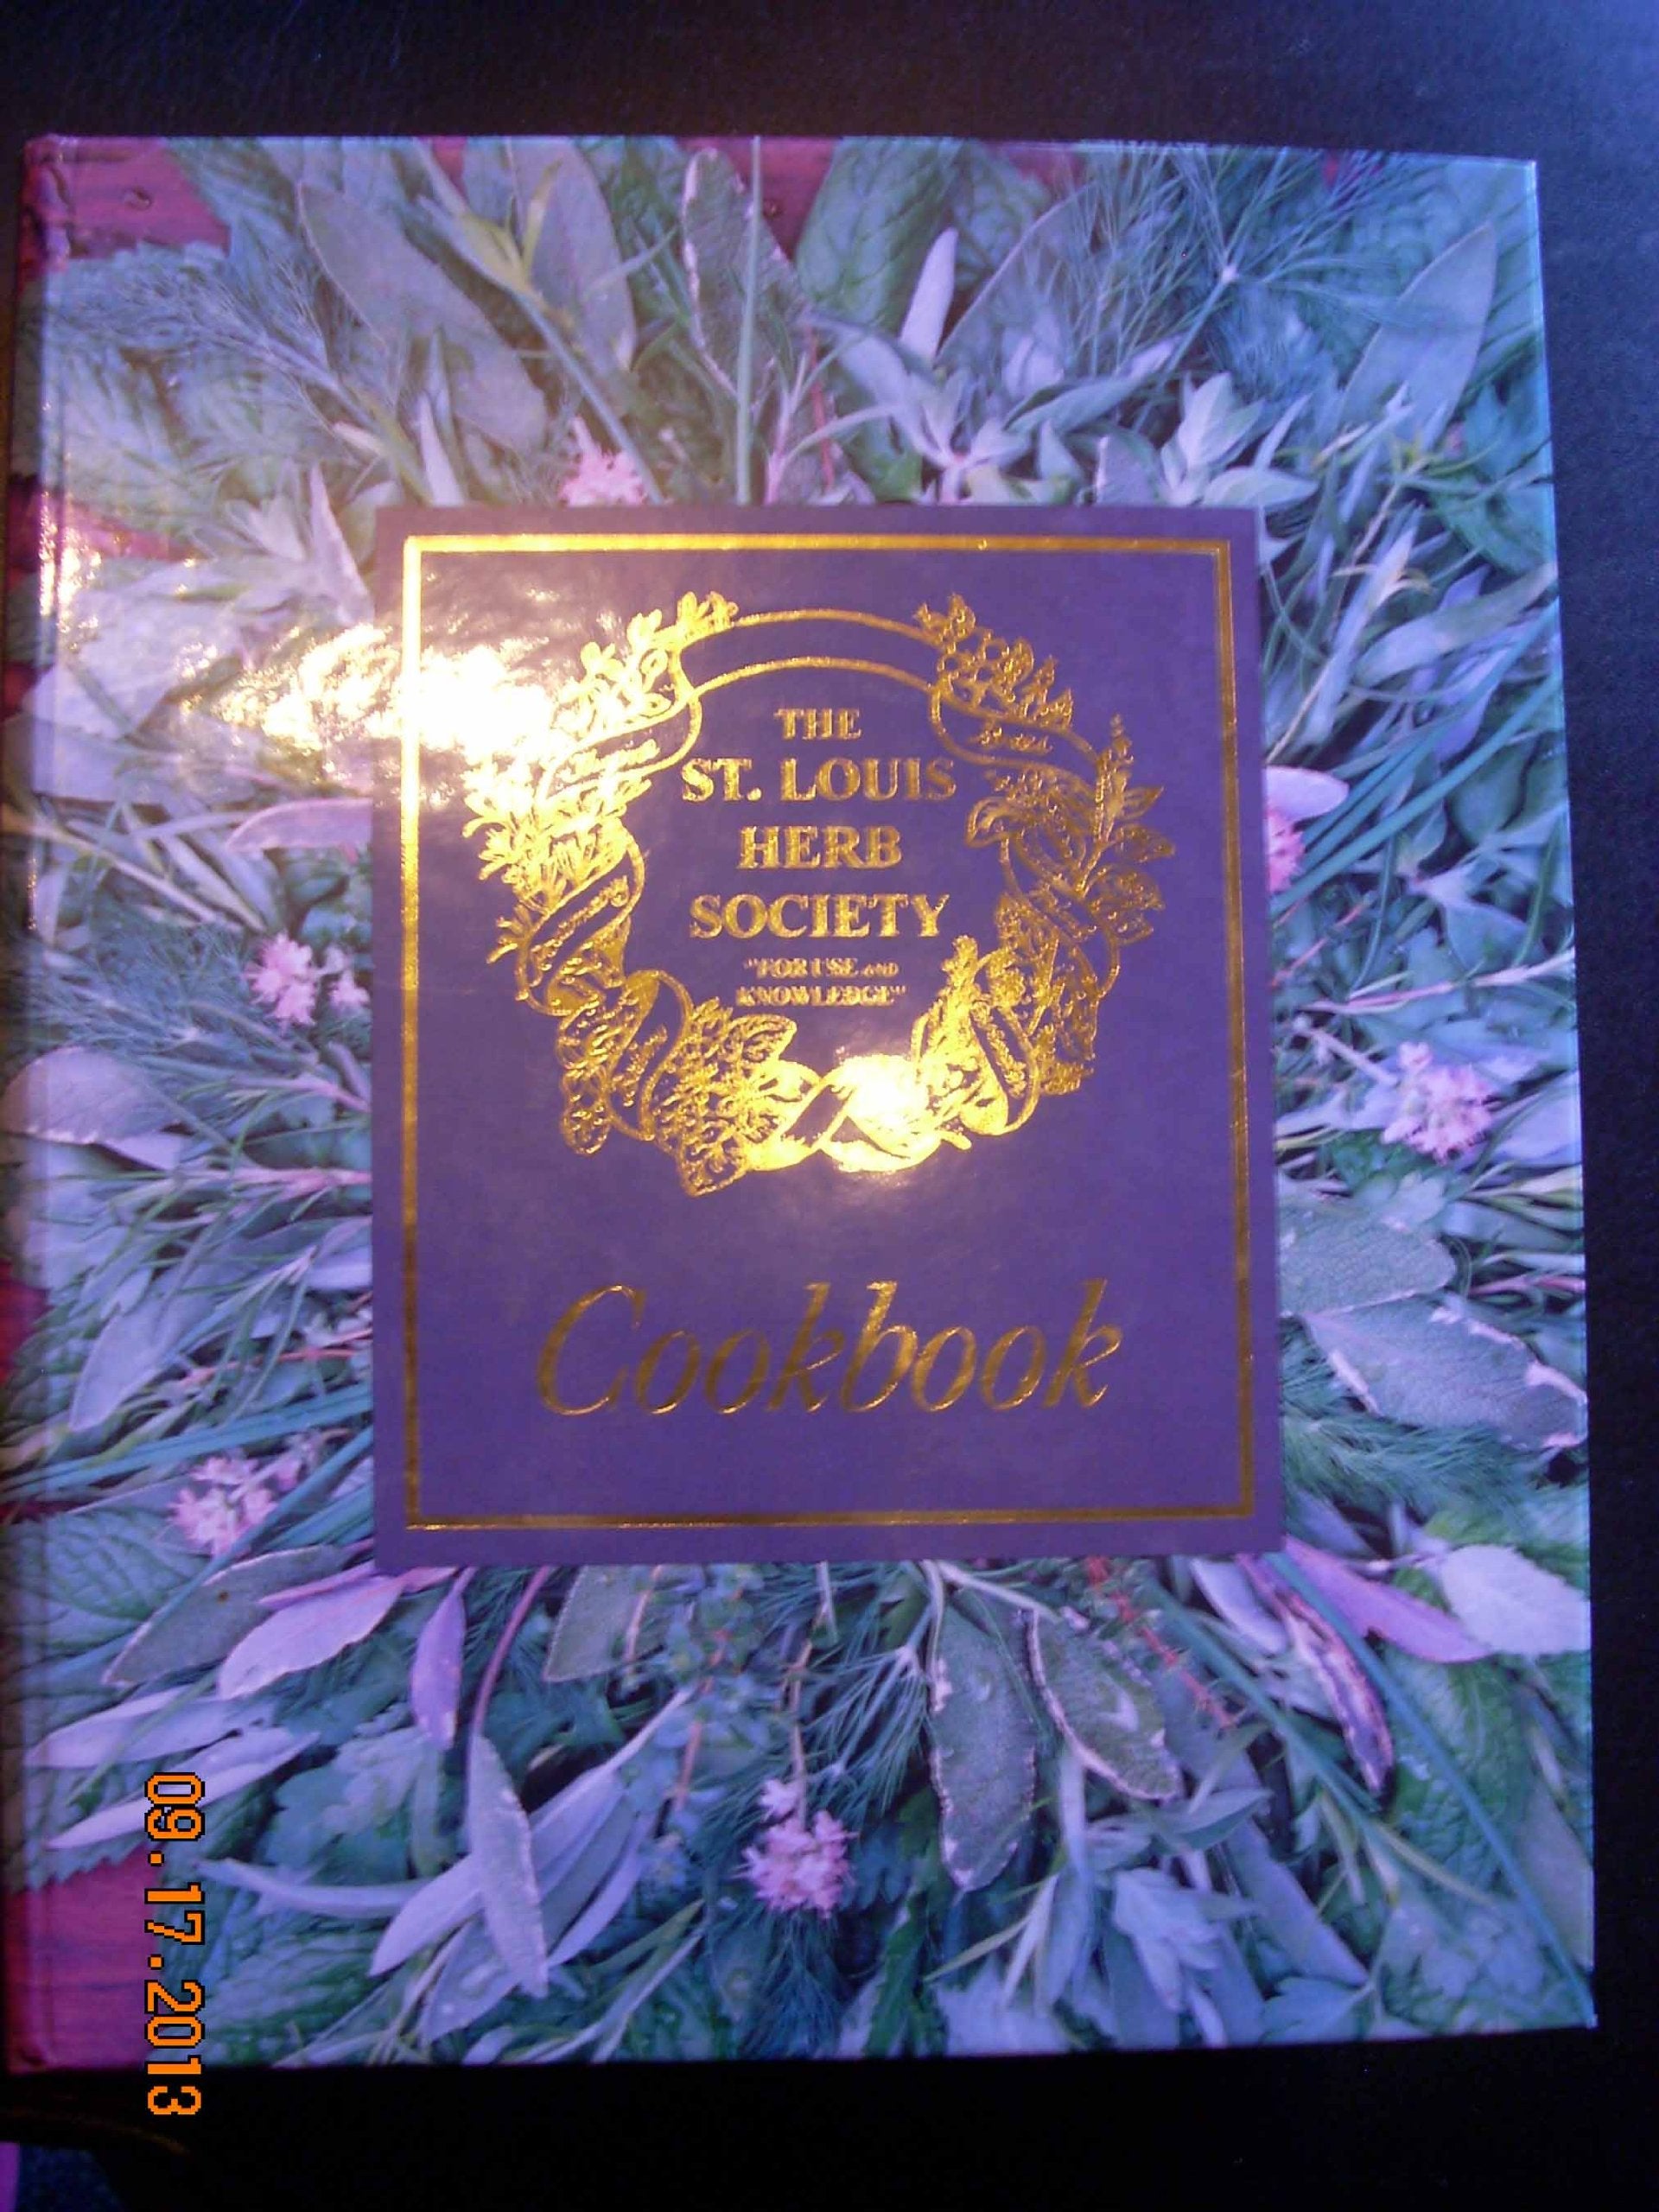 THE
ST. LOUIS
HERB
SOCIETY
"FOR USE AND
KNOWLEDGE"
Cookbook
09.17.2013